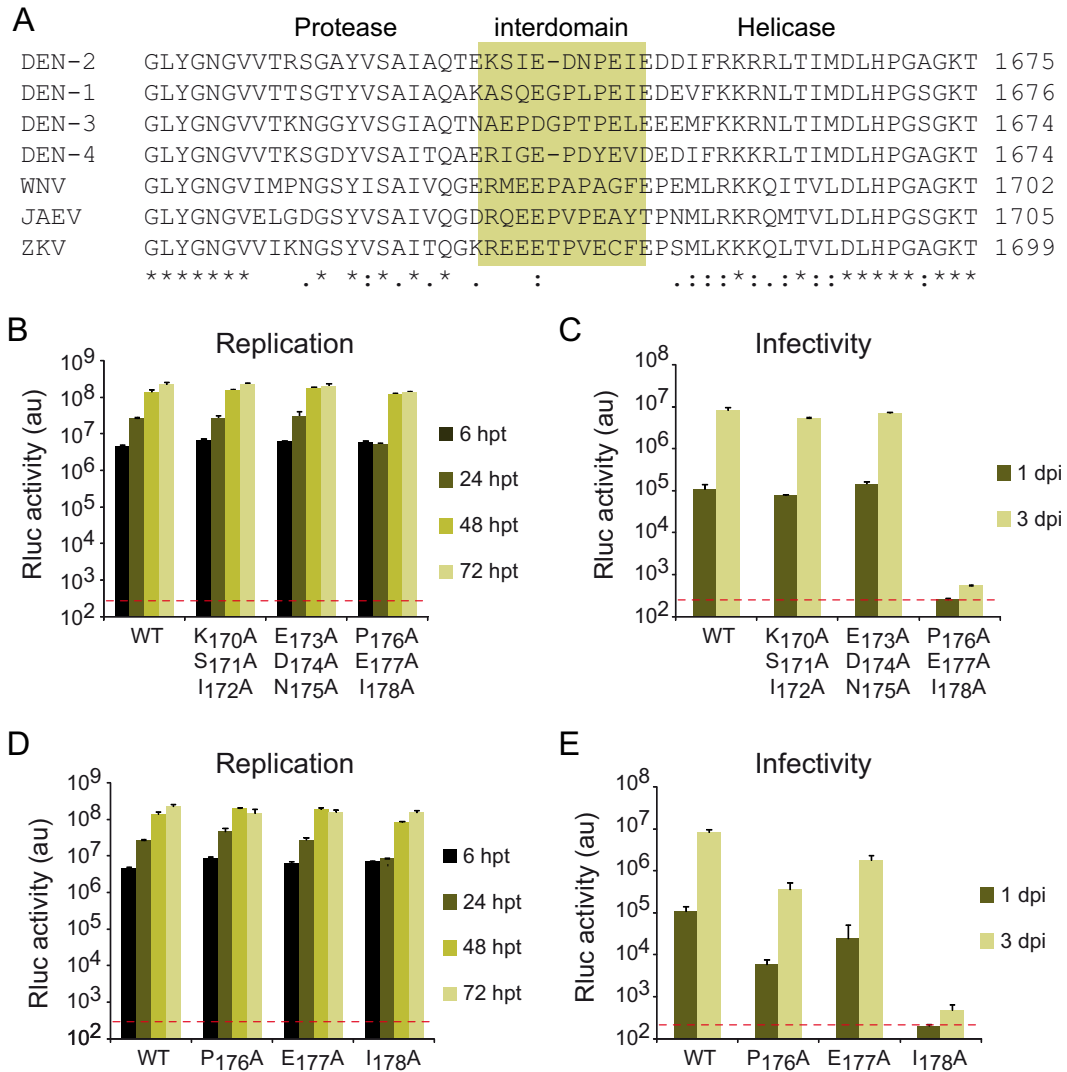 A
Protease interdomain Helicase
DEN-2 GLYGNGVVTRSGAYVSAIAQTEKSIE-DNPEIEDDIFRKRRLTIMDLHPGAGKT 1675
DEN-1 GLYGNGVVTTSGTYVSAIAQAKASQEGPLPEIEDEVFKKRNLTIMDLHPGSGKT 1676
DEN-3 GLYGNGVVTKNGGYVSGIAQTNAEPDGPTPELEEEMFKKRNLTIMDLHPGSGKT 1674
DEN-4 GLYGNGVVTKSGDYVSAITQAERIGE-PDYEVDEDIFRKKRLTIMDLHPGAGKT 1674
WNV GLYGNGVIMPNGSYISAIVQGERMEEPAPAGFEPEMLRKKQITVLDLHPGAGKT 1702
JAEV GLYGNGVELGDGSYVSAIVQGDRQEEPVPEAYTPNMLRKRQMTVLDLHPGSGKT 1705
ZKV GLYGNGVVIKNGSYVSAITQGKREEETPVECFEPSMLKKKQLTVLDLHPGAGKT 1699
******* .* *:*.*.* . : .:::*:.:*::*****:***
B
Replication
Rluc activity (au)
10⁹
10⁸
10⁷
10⁶
10⁵
10⁴
10³
10²
WT K170A E173A P176A
S171A D174A E177A
I172A N175A I178A
6 hpt
24 hpt
48 hpt
72 hpt
C
Infectivity
Rluc activity (au)
10⁸
10⁷
10⁶
10⁵
10⁴
10³
10²
WT K170A E173A P176A
S171A D174A E177A
I172A N175A I178A
1 dpi
3 dpi
D
Replication
Rluc activity (au)
10⁹
10⁸
10⁷
10⁶
10⁵
10⁴
10³
10²
WT P176A E177A I178A
6 hpt
24 hpt
48 hpt
72 hpt
E
Infectivity
Rluc activity (au)
10⁸
10⁷
10⁶
10⁵
10⁴
10³
10²
WT P176A E177A I178A
1 dpi
3 dpi